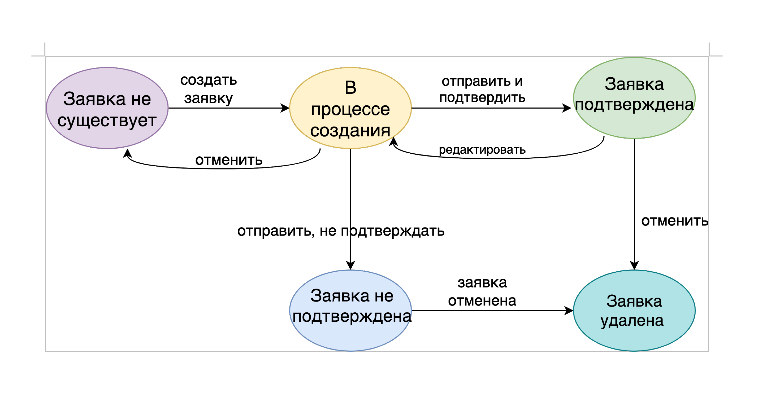 Заявка не
существует
создать
заявку
В
процессе
создания
отправить и
подтвердить
Заявка
подтверждена
отменить
редактировать
отправить, не подтверждать
отменить
Заявка не
подтверждена
заявка
отменена
Заявка
удалена